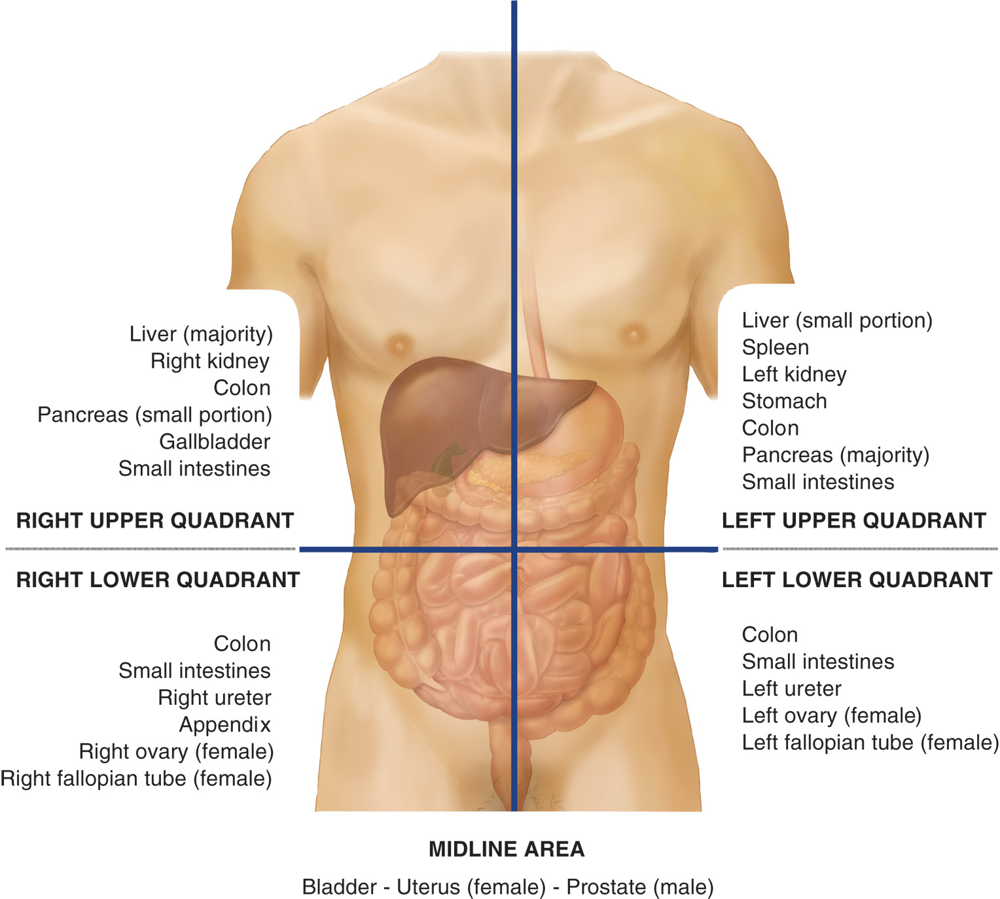 Liver (majority)
Right kidney
Colon
Pancreas (small portion)
Gallbladder
Small intestines
RIGHT UPPER QUADRANT
Liver (small portion)
Spleen
Left kidney
Stomach
Colon
Pancreas (majority)
Small intestines
LEFT UPPER QUADRANT
RIGHT LOWER QUADRANT
Colon
Small intestines
Right ureter
Appendix
Right ovary (female)
Right fallopian tube (female)
LEFT LOWER QUADRANT
Colon
Small intestines
Left ureter
Left ovary (female)
Left fallopian tube (female)
MIDLINE AREA
Bladder - Uterus (female) - Prostate (male)